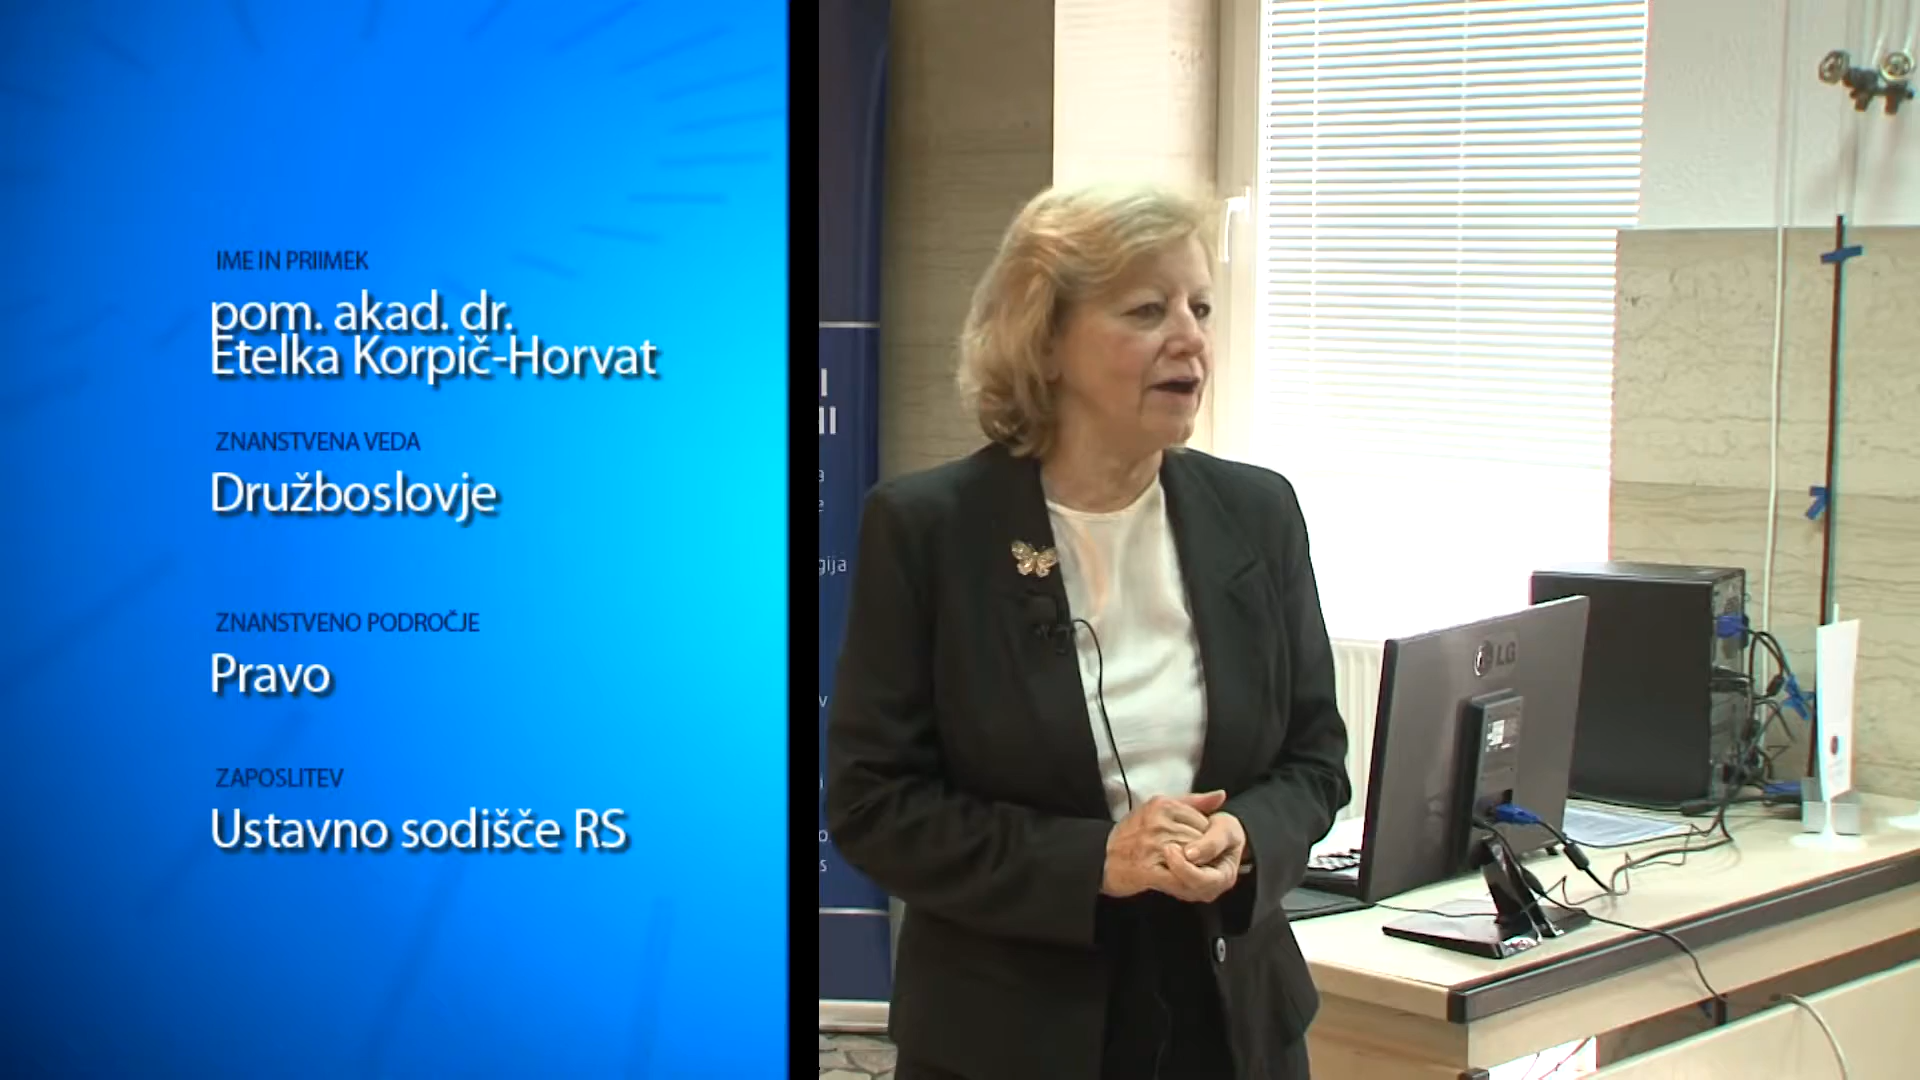 IME IN PRIIMEK
pom. akad. dr.
Etelka Korpič-Horvat
ZNANSTVENA VEDA
Družboslovje
ZNANSTVENO PODROČJE
Pravo
ZAPOSLITEV
Ustavno sodišče RS
gija
LG